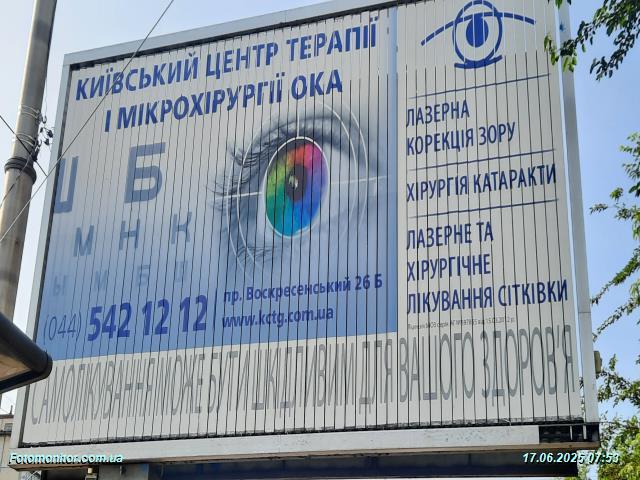 КИЇВСЬКИЙ ЦЕНТР ТЕРАПІЇ
І МІКРОХІРУРГІЇ ОКА
Ш Б
М Н К
Ы М Б
ЛАЗЕРНА
КОРЕКЦІЯ ЗОРУ
ХІРУРГІЯ КАТАРАКТИ
ЛАЗЕРНЕ ТА
ХІРУРГІЧНЕ
ЛІКУВАННЯ СІТКІВКИ
пр. Воскресенський 26 Б
(044) 542 12 12
www.kctg.com.ua
САМОЛІКУВАННЯ МОЖЕ БУТИ ШКІДЛИВИМ ДЛЯ ВАШОГО ЗДОРОВ'Я
Fotomonitor.com.ua
17.06.2025 07:53